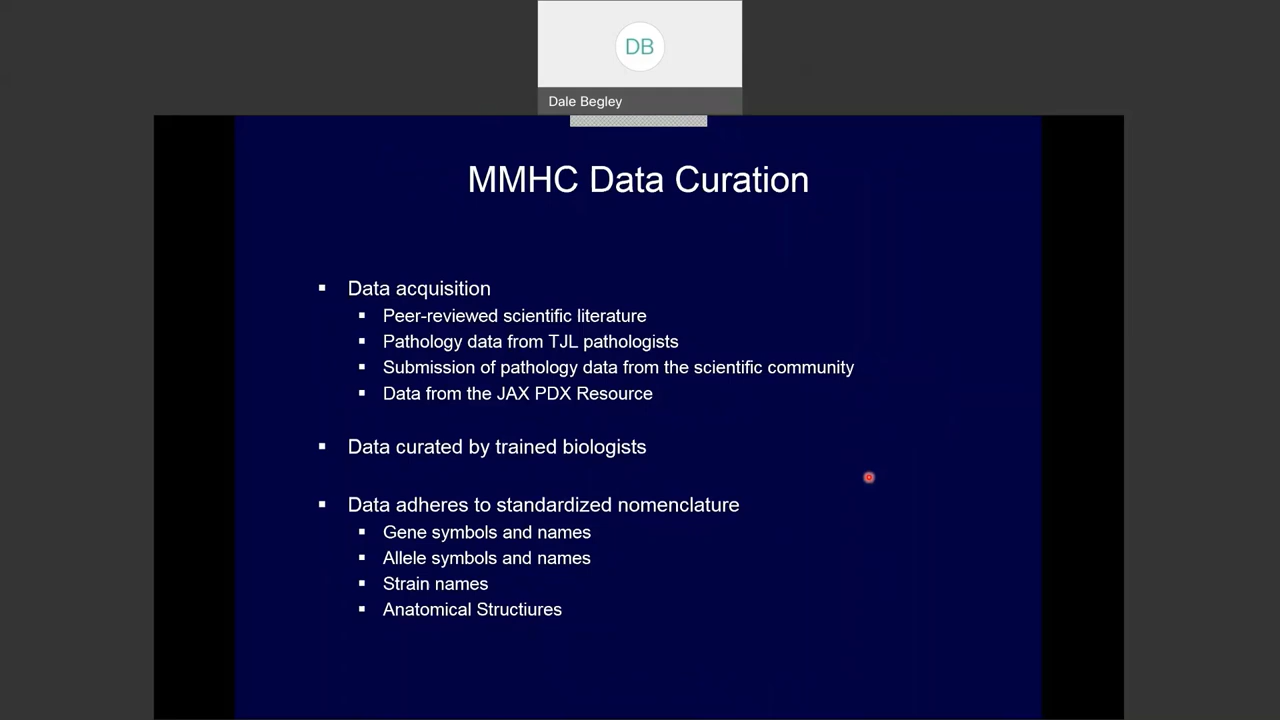 DB
Dale Begley
MMHC Data Curation
▪ Data acquisition
▪ Peer-reviewed scientific literature
▪ Pathology data from TJL pathologists
▪ Submission of pathology data from the scientific community
▪ Data from the JAX PDX Resource
▪ Data curated by trained biologists
▪ Data adheres to standardized nomenclature
▪ Gene symbols and names
▪ Allele symbols and names
▪ Strain names
▪ Anatomical Structiures